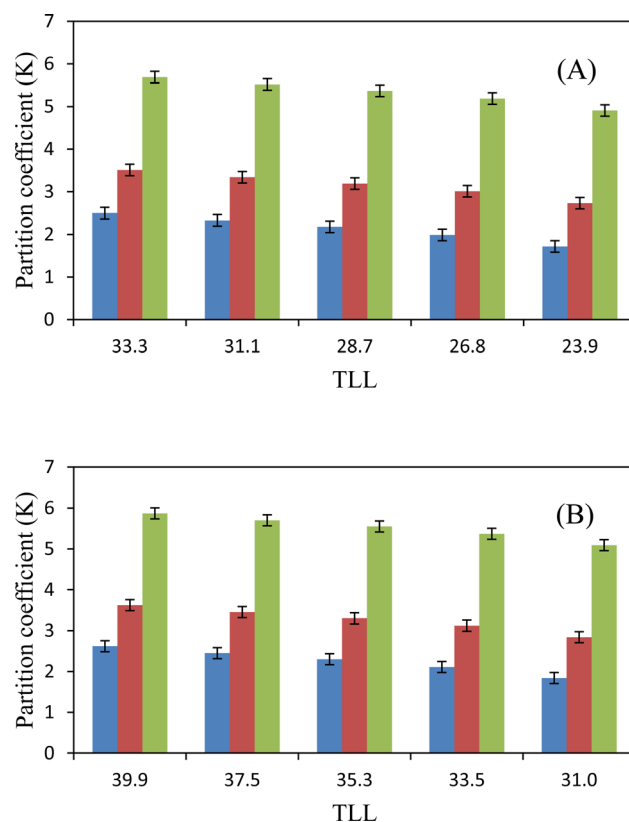 7
6
5
4
3
2
1
0
Partition coefficient (K)
(A)
33.3 31.1 28.7 26.8 23.9
TLL
7
6
5
4
3
2
1
0
Partition coefficient (K)
(B)
39.9 37.5 35.3 33.5 31.0
TLL